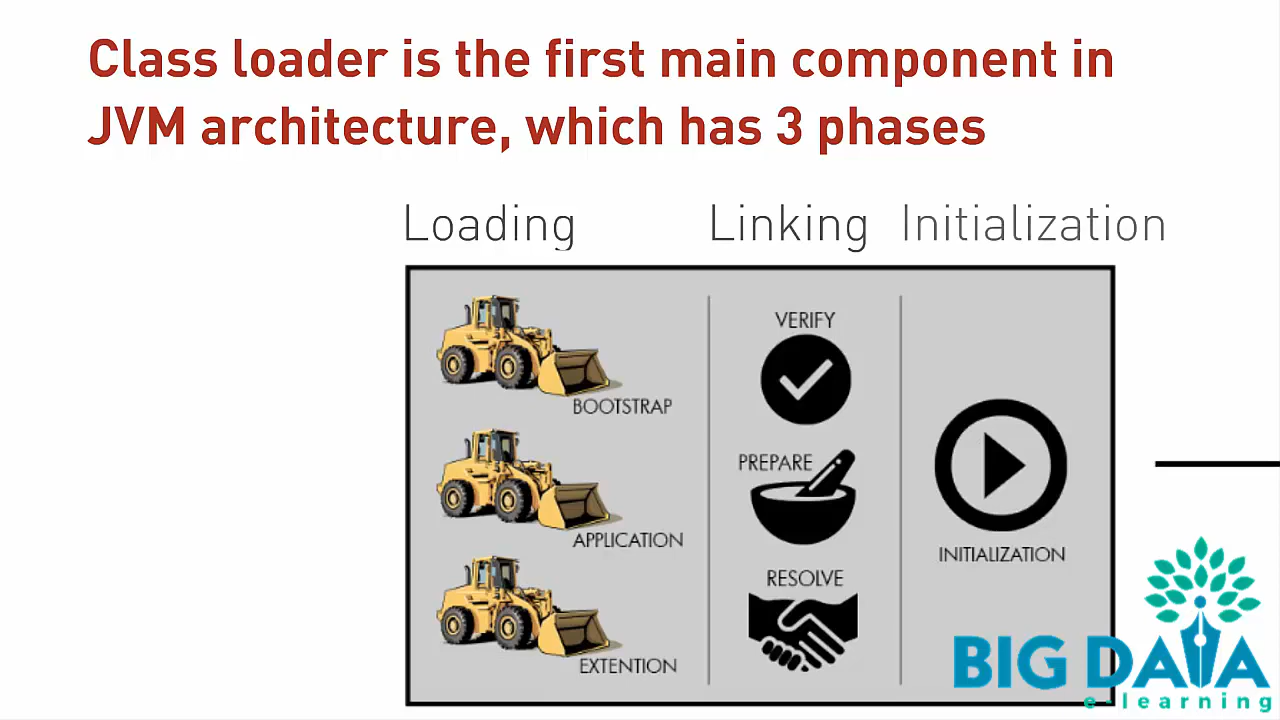 Class loader is the first main component in
JVM architecture, which has 3 phases
Loading
Linking
Initialization
BOOTSTRAP
APPLICATION
EXTENTION
VERIFY
PREPARE
RESOLVE
INITIALIZATION
BIG DATA
e-learning